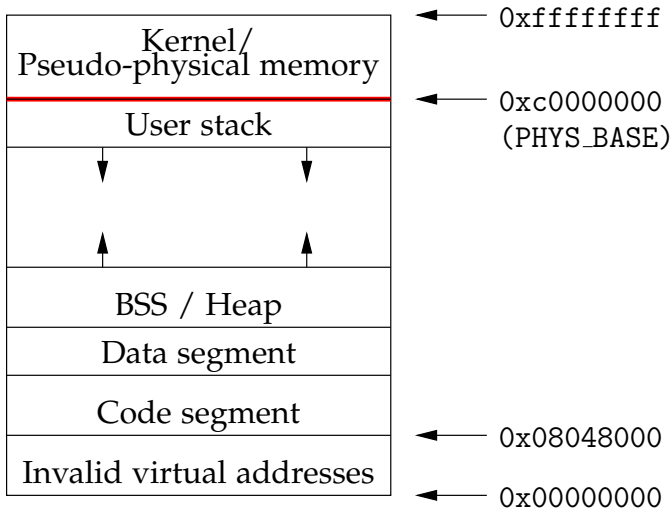 0xffffffff
Kernel/
Pseudo-physical memory
0xc0000000
(PHYS_BASE)
User stack
BSS / Heap
Data segment
Code segment
0x08048000
Invalid virtual addresses
0x00000000